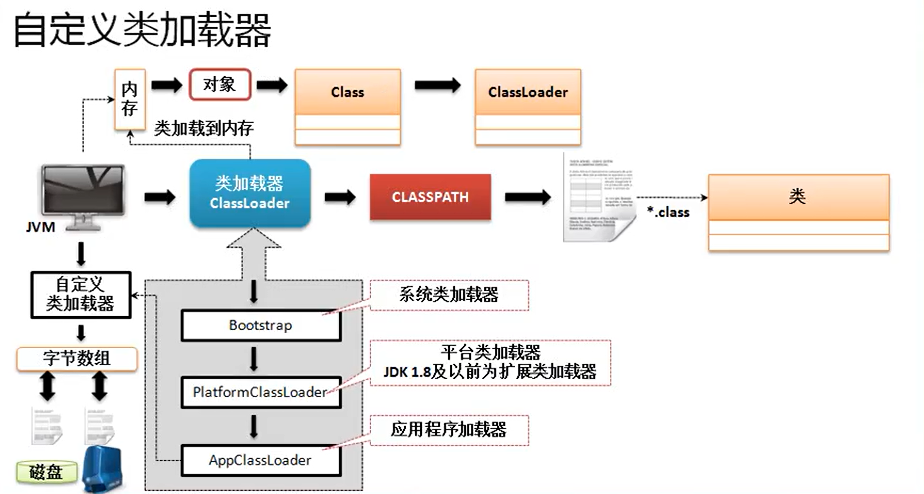 自定义类加载器
内存
对象
Class
ClassLoader
类加载到内存
JVM
类加载器
ClassLoader
CLASSPATH
*.class
类
自定义
类加载器
字节数组
磁盘
Bootstrap
系统类加载器
PlatformClassLoader
平台类加载器
JDK 1.8及以前为扩展类加载器
AppClassLoader
应用程序加载器